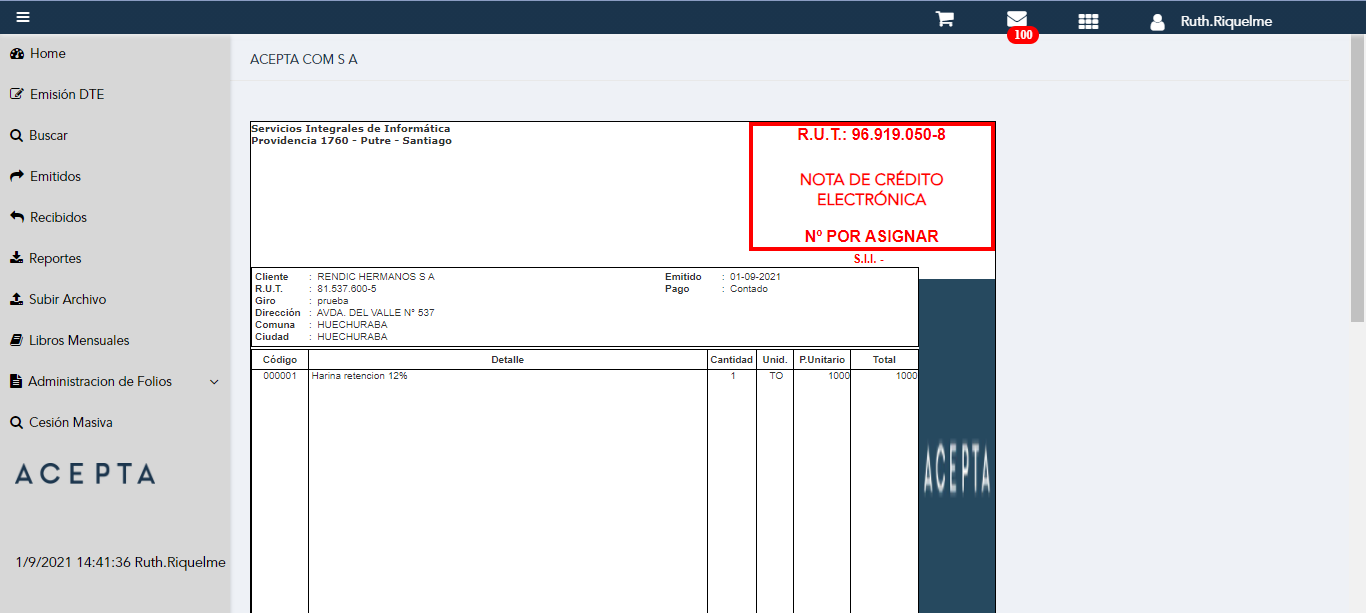 Ruth.Riquelme
100
Home
Emisión DTE
Buscar
Emitidos
Recibidos
Reportes
Subir Archivo
Libros Mensuales
Administracion de Folios
Cesión Masiva
ACEPTA
1/9/2021 14:41:36 Ruth.Riquelme
ACEPTA COM S A
Servicios Integrales de Informática
Providencia 1760 - Putre - Santiago
R.U.T.: 96.919.050-8
NOTA DE CRÉDITO
ELECTRÓNICA
Nº POR ASIGNAR
S.I.I. -
Cliente : RENDIC HERMANOS S A Emitido : 01-09-2021
R.U.T. : 81.537.600-5 Pago : Contado
Giro : prueba
Dirección : AVDA. DEL VALLE N° 537
Comuna : HUECHURABA
Ciudad : HUECHURABA
Código Detalle Cantidad Unid. P.Unitario Total
000001 Harina retencion 12% 1 TO 1000 1000
ACEPTA